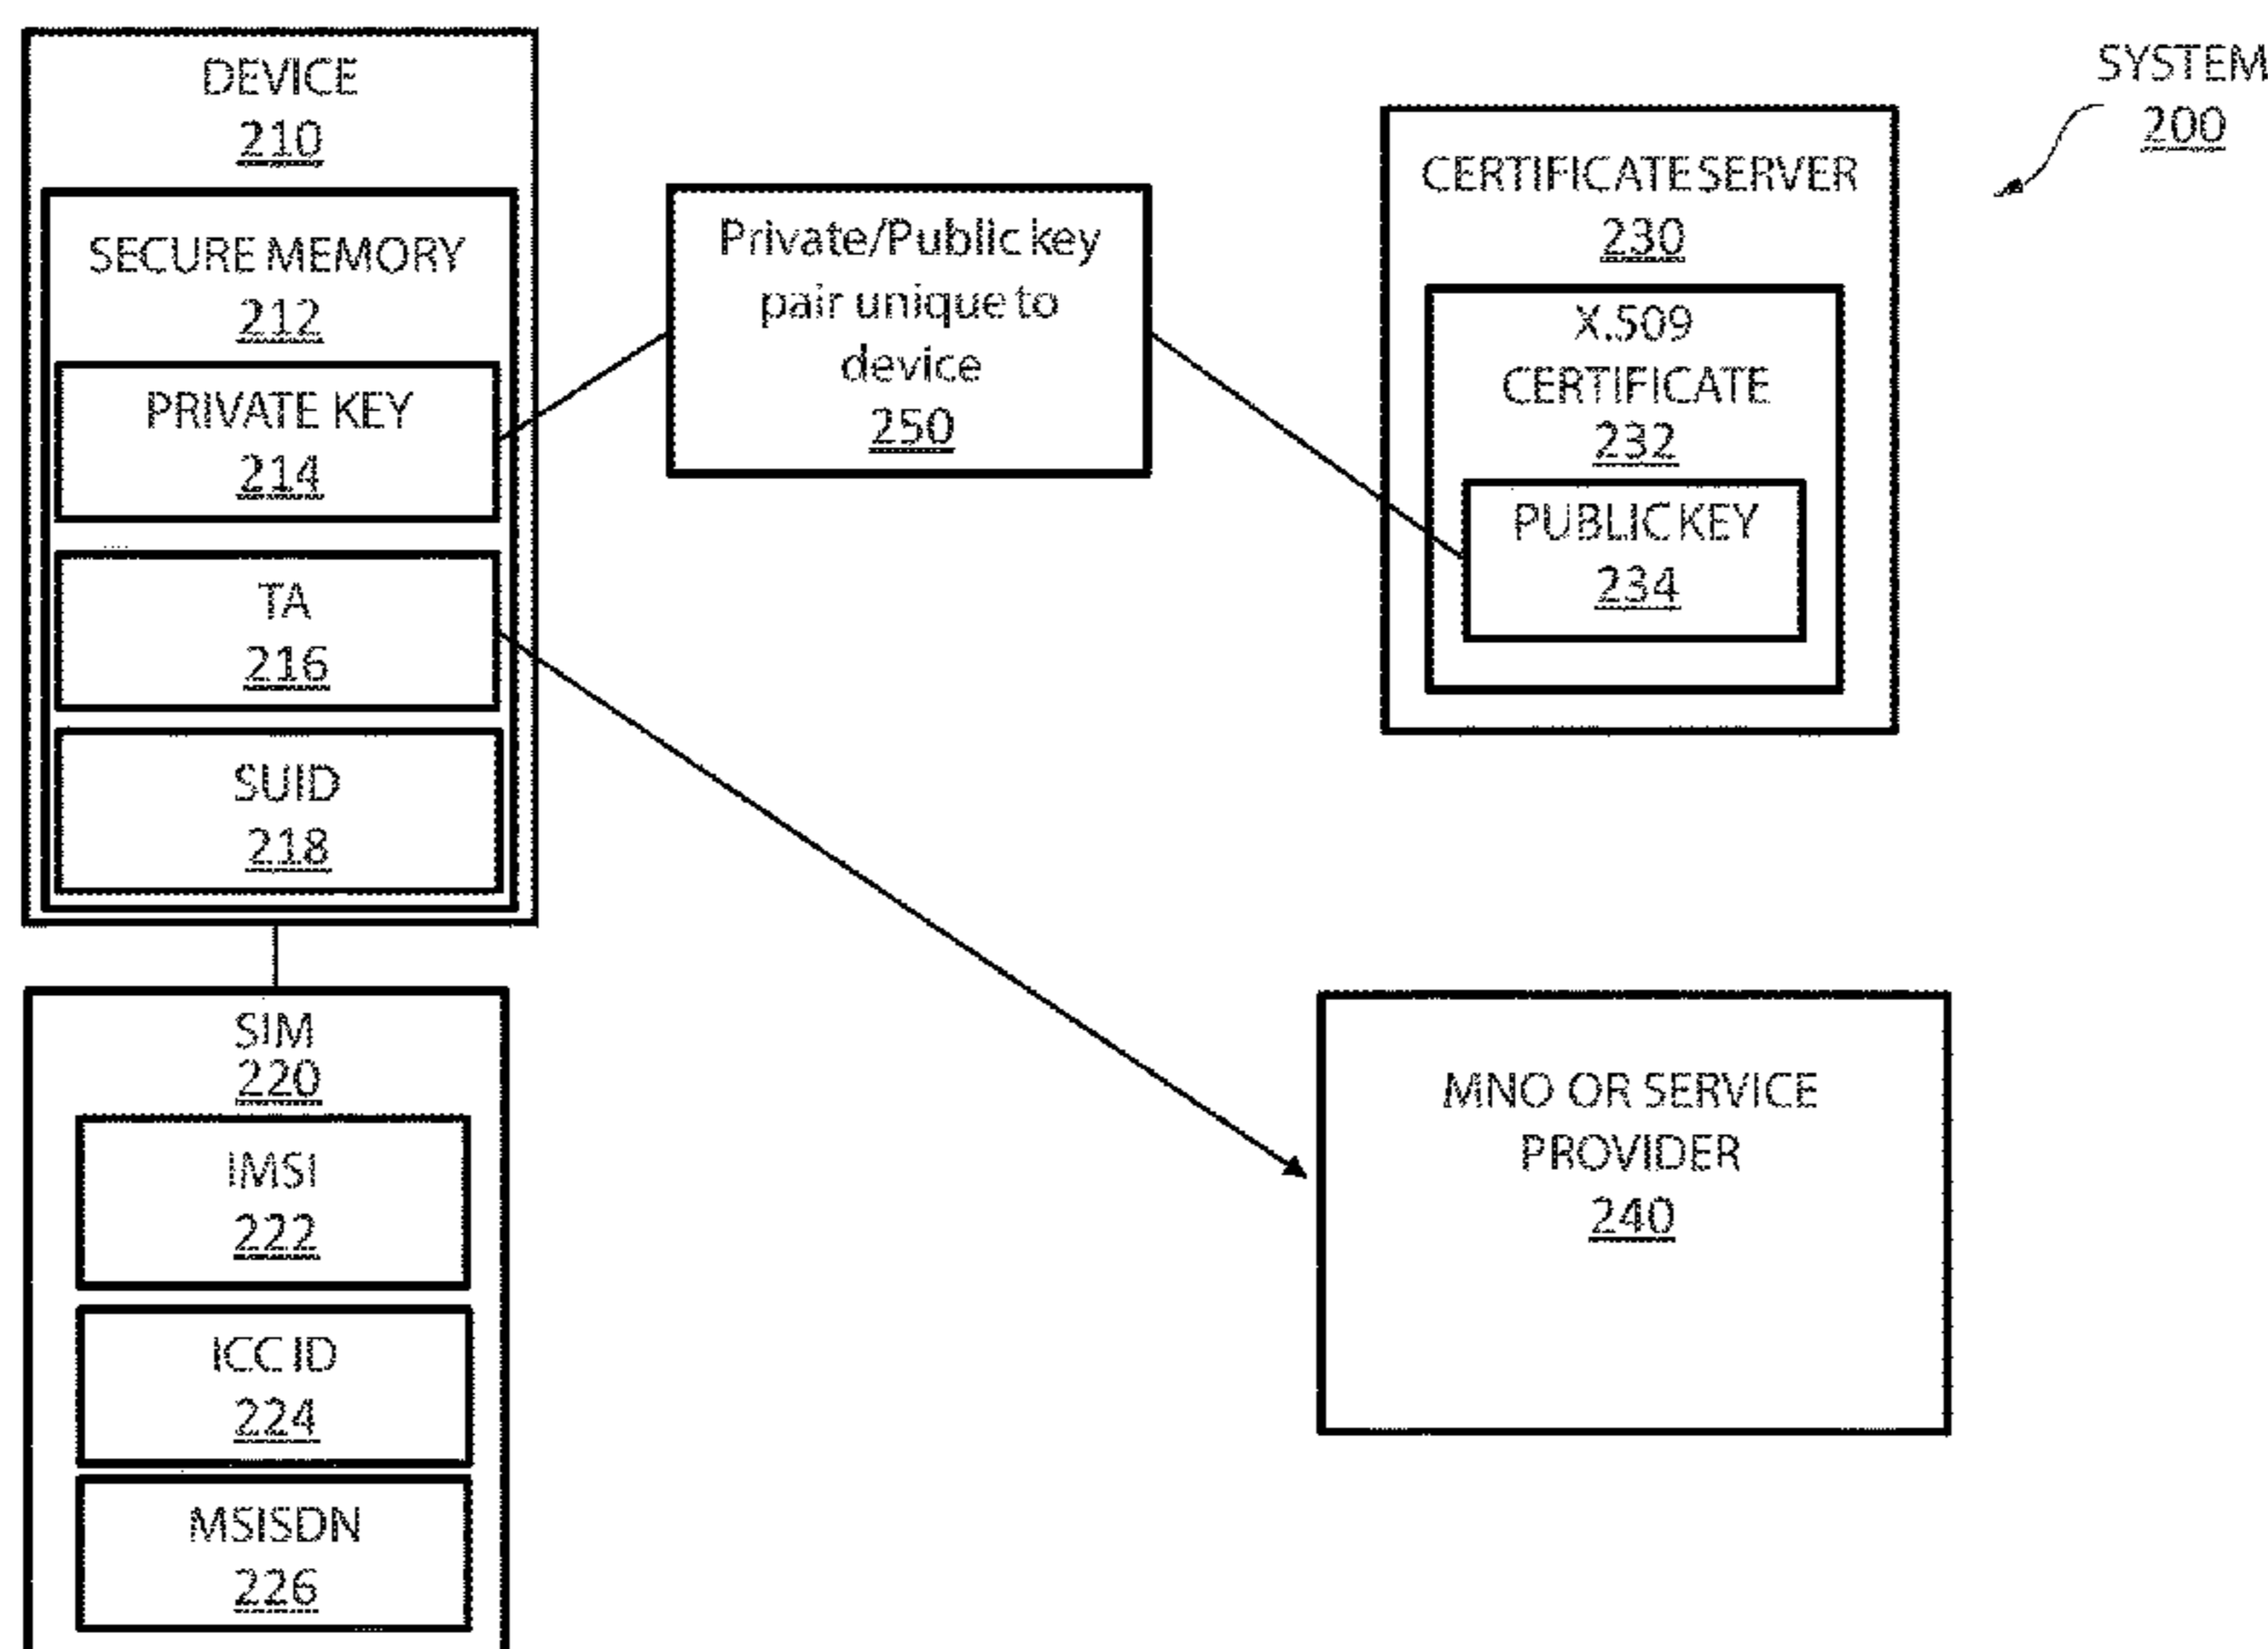 DEVICE
210
SECURE MEMORY
212
PRIVATE KEY
214
TA
216
SUID
218
SIM
220
IMSI
222
ICC ID
224
MSISDN
226
Private/Public key
pair unique to
device
250
CERTIFICATE SERVER
230
X.509
CERTIFICATE
232
PUBLIC KEY
234
MNO OR SERVICE
PROVIDER
240
SYSTEM
200